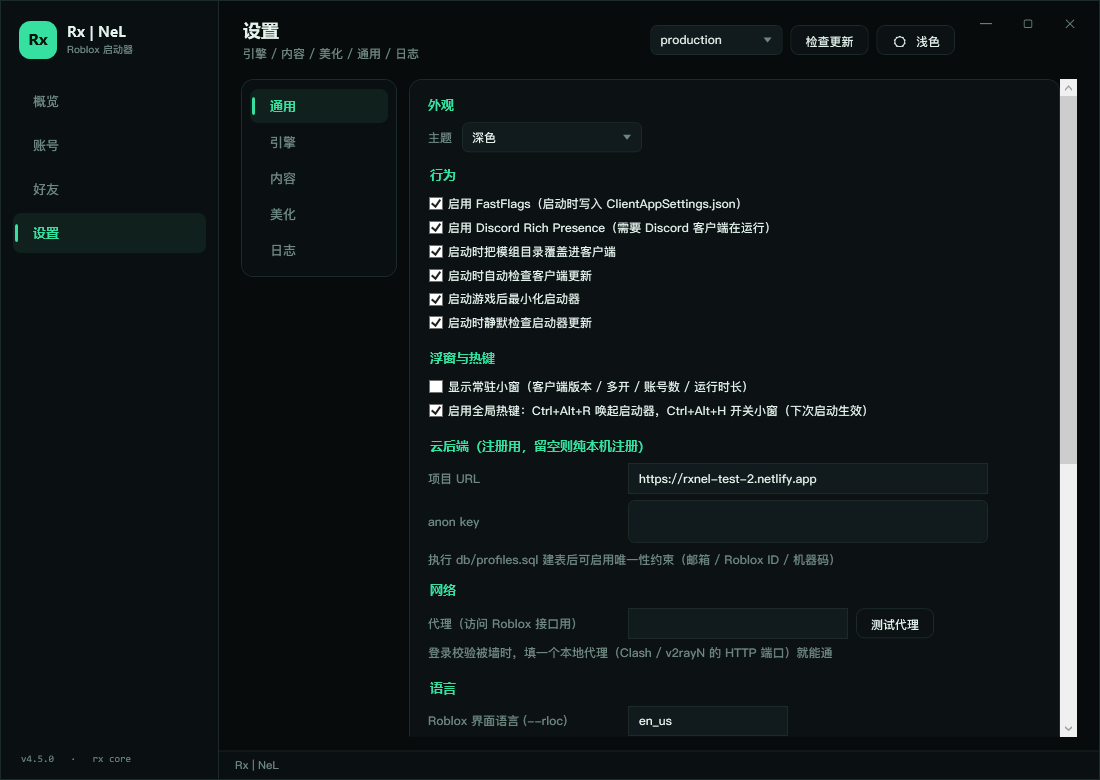 Rx
Rx | NeL
Roblox 启动器
概览
账号
好友
设置
v4.5.0 · rx core
设置
引擎 / 内容 / 美化 / 通用 / 日志
production
检查更新
浅色
通用
引擎
内容
美化
日志
外观
主题
深色
行为
启用 FastFlags（启动时写入 ClientAppSettings.json）
启用 Discord Rich Presence（需要 Discord 客户端在运行）
启动时把模组目录覆盖进客户端
启动时自动检查客户端更新
启动游戏后最小化启动器
启动时静默检查启动器更新
浮窗与热键
显示常驻小窗（客户端版本 / 多开 / 账号数 / 运行时长）
启用全局热键：Ctrl+Alt+R 唤起启动器，Ctrl+Alt+H 开关小窗（下次启动生效）
云后端（注册用，留空则纯本机注册）
项目 URL
https://rxnel-test-2.netlify.app
anon key
执行 db/profiles.sql 建表后可启用唯一性约束（邮箱 / Roblox ID / 机器码）
网络
代理（访问 Roblox 接口用）
测试代理
登录校验被墙时，填一个本地代理（Clash / v2rayN 的 HTTP 端口）就能通
语言
Roblox 界面语言 (--rloc)
en_us
Rx | NeL